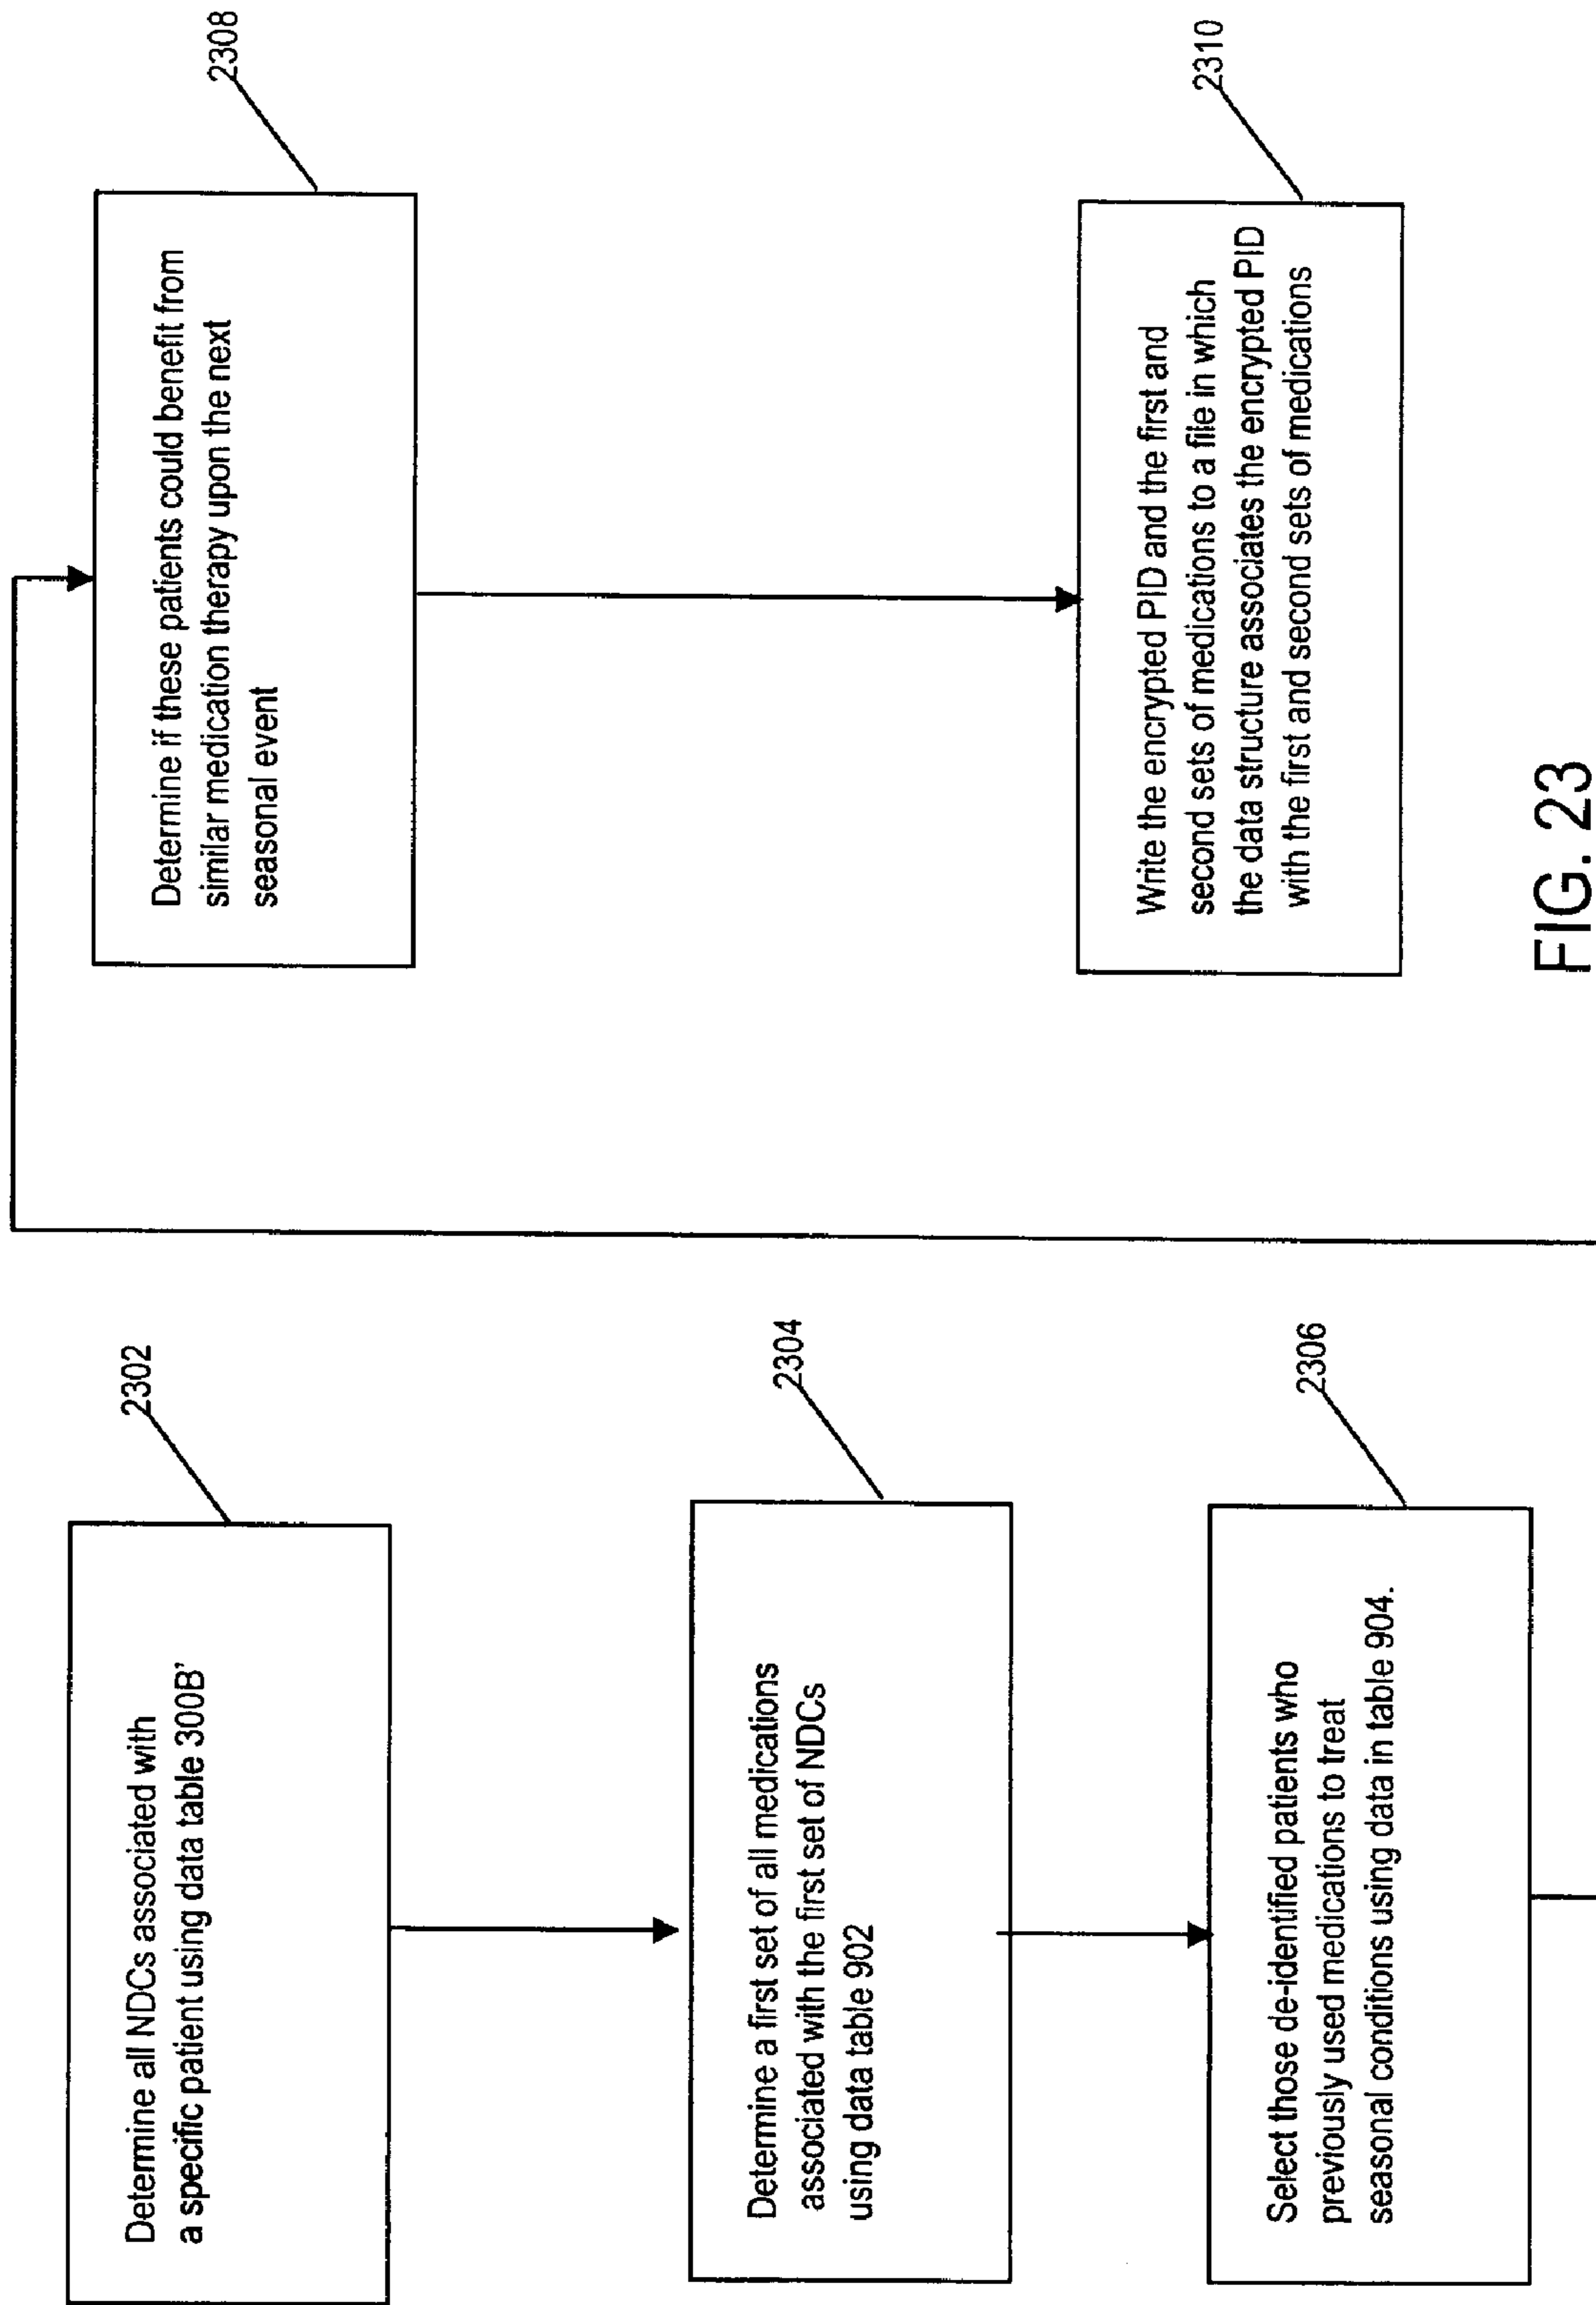 2302
Determine all NDCs associated with
a specific patient using data table 300B'
2304
Determine a first set of all medications
associated with the first set of NDCs
using data table 902
2306
Select those de-identified patients who
previously used medications to treat
seasonal conditions using data in table 904.
2308
Determine if these patients could benefit from
similar medication therapy upon the next
seasonal event
2310
Write the encrypted PID and the first and
second sets of medications to a file in which
the data structure associates the encrypted PID
with the first and second sets of medications
FIG. 23